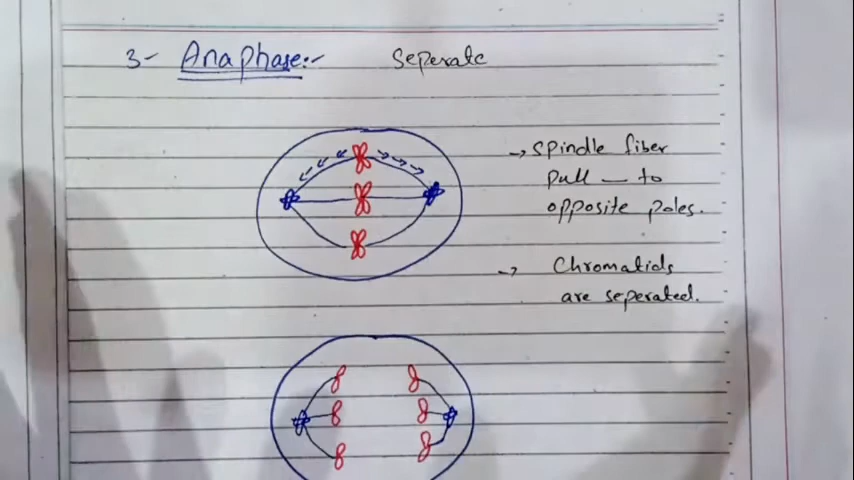 3- Anaphase:- Seperate
→ spindle fiber
pull — to
opposite poles.
→ Chromatids
are seperated.